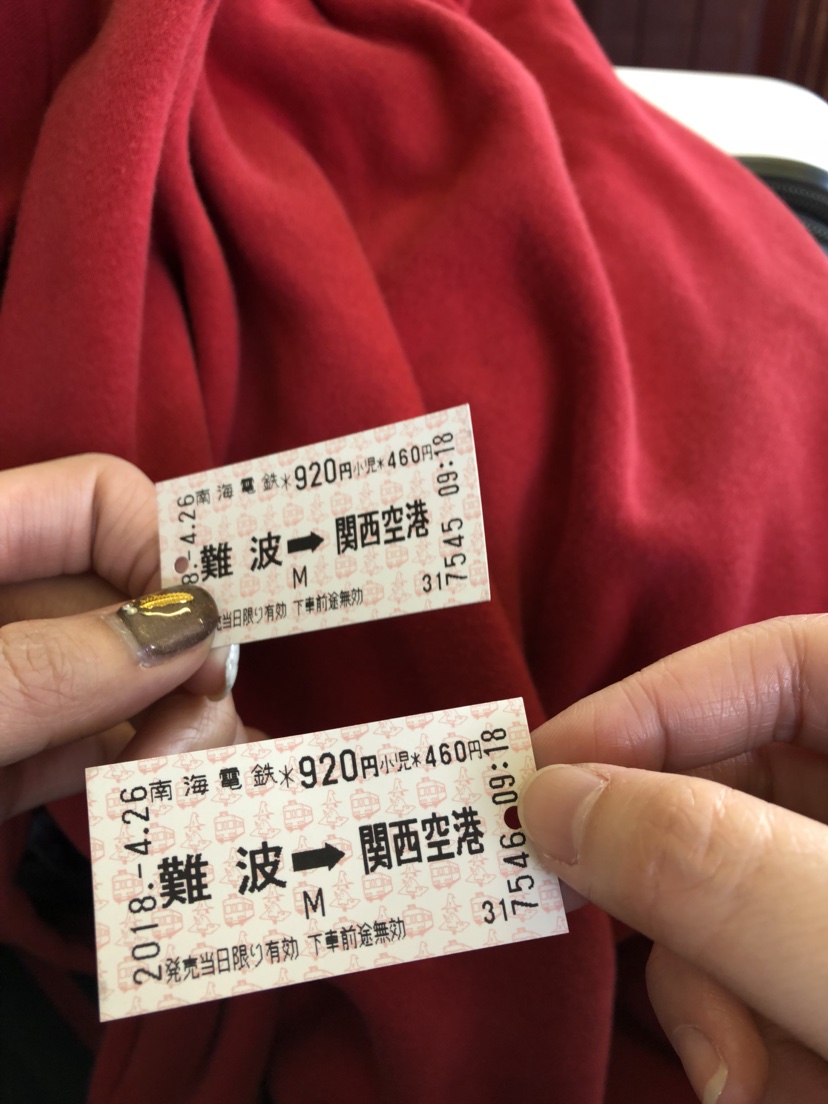 南海電鉄＊920円小児＊460円
難波➡関西空港
M
売当日限り有効 下車前途無効
8.-4.26
317545 09:18
南海電鉄＊920円小児＊460円
難波➡関西空港
M
発売当日限り有効 下車前途無効
2018.-4.26
317546 09:18